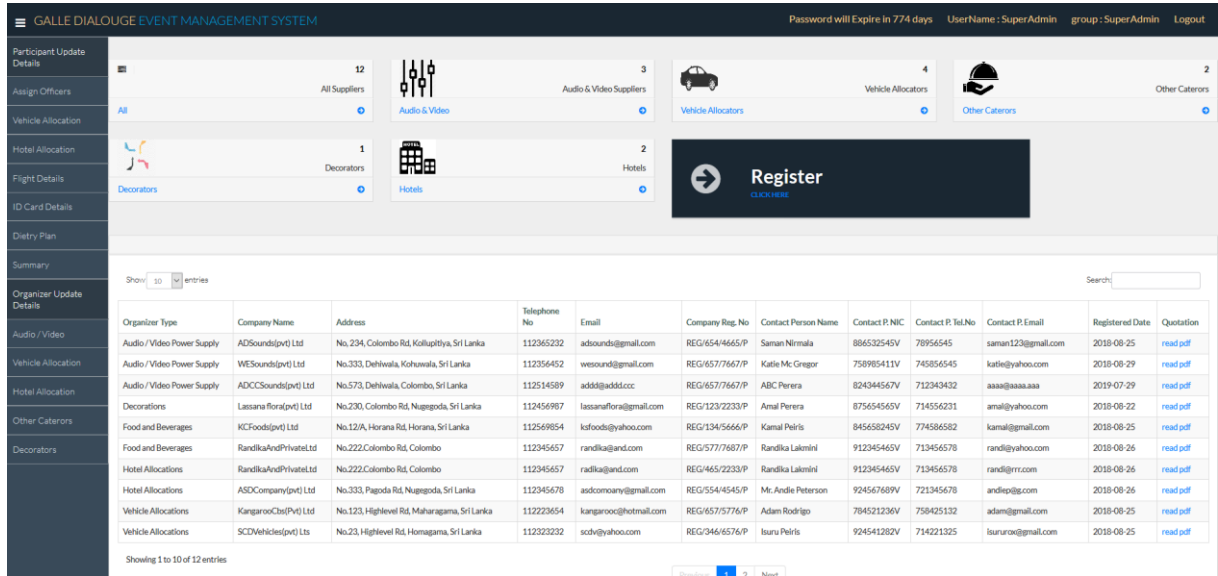 GALLE DIALOUGE EVENT MANAGEMENT SYSTEM
Password will Expire in 774 days UserName : SuperAdmin group : SuperAdmin Logout
Participant Update Details
Assign Officers
Vehicle Allocation
Hotel Allocation
Flight Details
ID Card Details
Dietry Plan
Summary
Organizer Update Details
Audio / Video
Vehicle Allocation
Hotel Allocation
Other Caterors
Decorators
12
All Suppliers
All
3
Audio & Video Suppliers
Audio & Video
4
Vehicle Allocators
Vehicle Allocators
2
Other Caterors
Other Caterors
1
Decorators
Decorators
HOTEL
2
Hotels
Hotels
Register
CLICK HERE
Show 10 entries
Search:
Organizer Type Company Name Address Telephone No Email Company Reg. No Contact Person Name Contact P. NIC Contact P. Tel.No Contact P. Email Registered Date Quotation
Audio / Video Power Supply ADSounds(pvt) Ltd No, 234, Colombo Rd, Kollupitiya, Sri Lanka 112365232 adsounds@gmail.com REG/654/4665/P Saman Nirmala 886532545V 78956545 saman123@gmail.com 2018-08-25 read pdf
Audio / Video Power Supply WESounds(pvt) Ltd No.333, Dehiwala, Kohuwala, Sri Lanka 112356452 wesound@gmail.com REG/657/7667/P Katie Mc Gregor 758985411V 745856545 katie@yahoo.com 2018-08-29 read pdf
Audio / Video Power Supply ADCCSounds(pvt) Ltd No.573, Dehiwala, Colombo, Sri Lanka 112514589 addd@addd.ccc REG/657/7667/P ABC Perera 824344567V 712343432 aaaa@aaaa.aaa 2019-07-29 read pdf
Decorations Lassana flora(pvt) Ltd No.230, Colombo Rd, Nugegoda, Sri Lanka 112456987 lassanaflora@gmail.com REG/123/2233/P Amal Perera 875654565V 714556231 amal@yahoo.com 2018-08-22 read pdf
Food and Beverages KCFoods(pvt) Ltd No.12/A, Horana Rd, Horana, Sri Lanka 112569854 ksfoods@yahoo.com REG/134/5666/P Kamal Peiris 845658245V 774586582 kamal@gmail.com 2018-08-25 read pdf
Food and Beverages RandikaAndPrivateLtd No.222.Colombo Rd, Colombo 112345657 randika@and.com REG/577/7687/P Randika Lakmini 912345465V 713456578 randi@yahoo.com 2018-08-26 read pdf
Hotel Allocations RandikaAndPrivateLtd No.222.Colombo Rd, Colombo 112345657 radika@and.com REG/465/2233/P Randika Lakmini 912345465V 713456578 randi@rrr.com 2018-08-26 read pdf
Hotel Allocations ASDCompany(pvt) Ltd No.333, Pagoda Rd, Nugegoda, Sri Lanka 112345678 asdcomoany@gmail.com REG/554/4545/P Mr. Andie Peterson 924567689V 721345678 andiep@g.com 2018-08-26 read pdf
Vehicle Allocations KangarooCbs(Pvt) Ltd No.123, Highlevel Rd, Maharagama, Sri Lanka 112223654 kangarooc@hotmail.com REG/657/5776/P Adam Rodrigo 784521236V 758425132 adam@gmail.com 2018-08-25 read pdf
Vehicle Allocations SCDVehicles(pvt) Lts No.23, Highlevel Rd, Homagama, Sri Lanka 112323232 scdv@yahoo.com REG/346/6576/P Isuru Peiris 924541282V 714221325 isururox@gmail.com 2018-08-25 read pdf
Showing 1 to 10 of 12 entries
Previous 1 2 Next